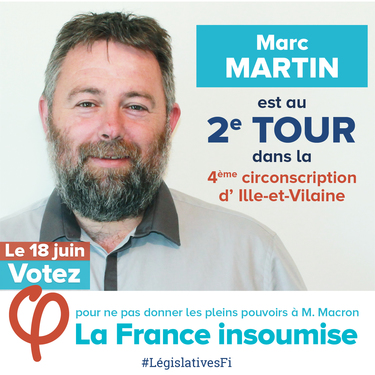 Marc
MARTIN
est au
2e TOUR
dans la
4ème circonscription
d' Ille-et-Vilaine
Le 18 juin
Votez
pour ne pas donner les pleins pouvoirs à M. Macron
La France insoumise
#LégislativesFi